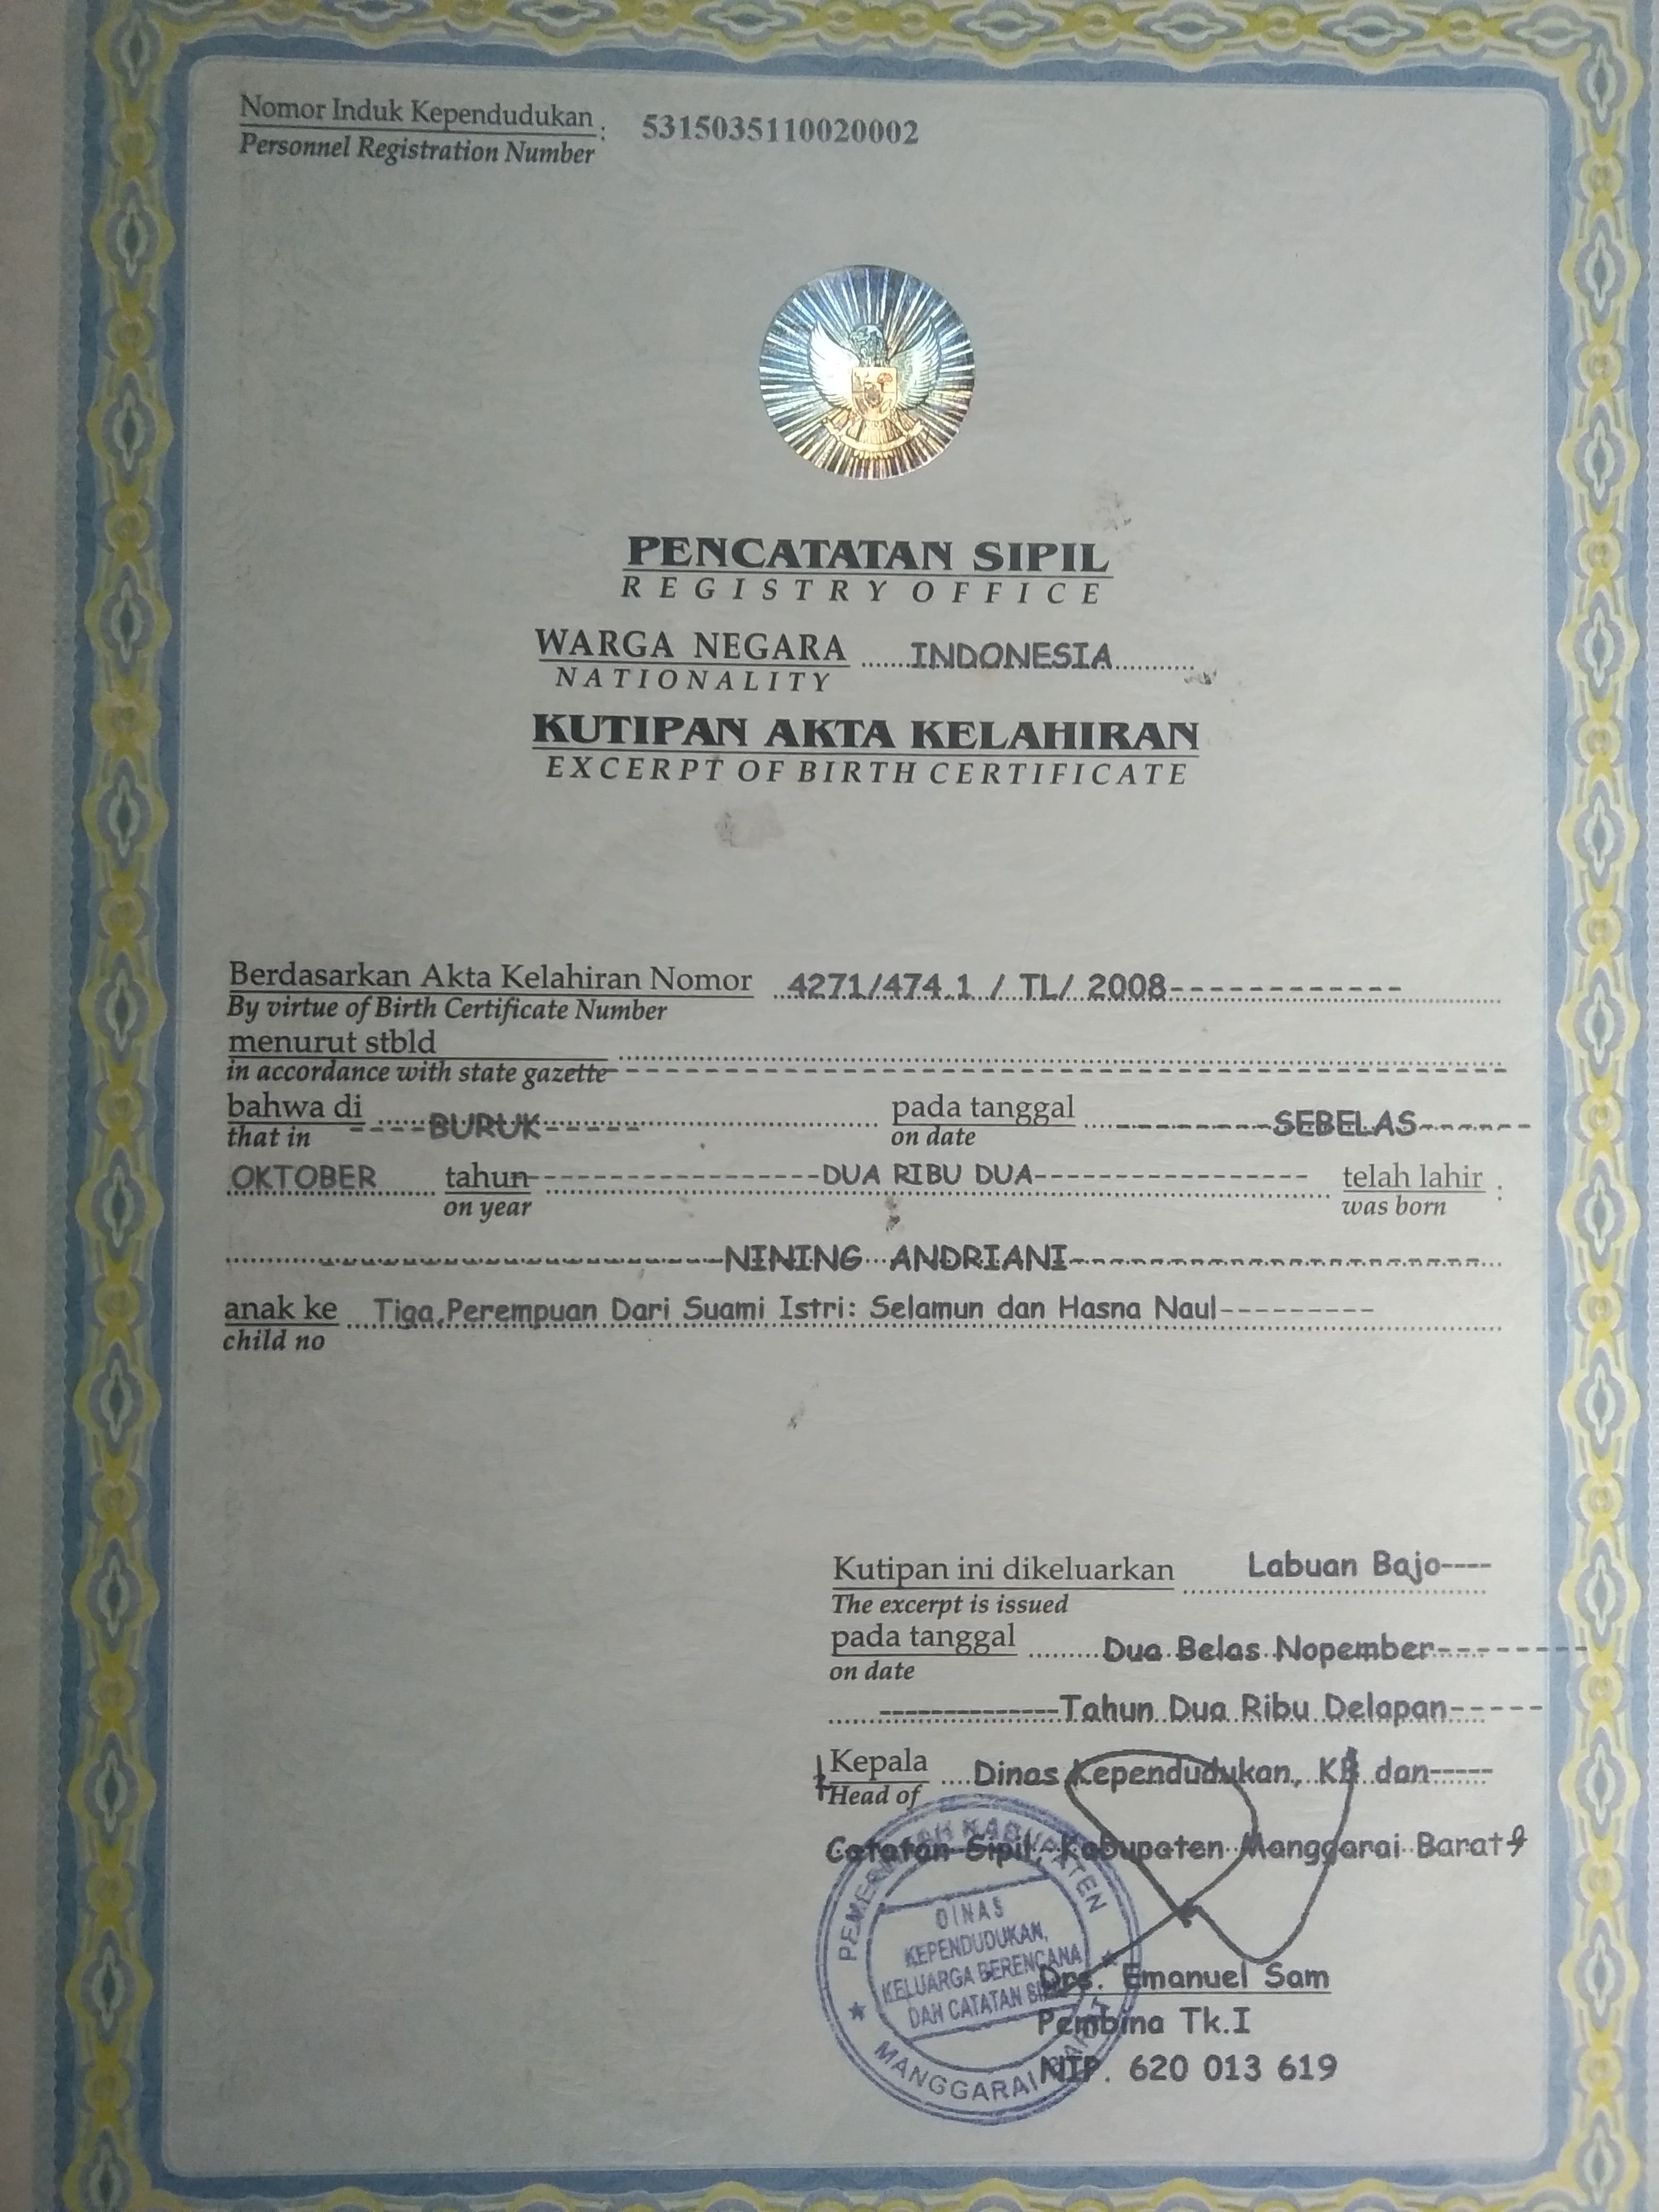 Nomor Induk Kependudukan : 5315035110020002
Personnel Registration Number
PENCATATAN SIPIL
REGISTRY OFFICE
WARGA NEGARA INDONESIA
NATIONALITY
KUTIPAN AKTA KELAHIRAN
EXCERPT OF BIRTH CERTIFICATE
Berdasarkan Akta Kelahiran Nomor 4271/474.1 / TL/ 2008
By virtue of Birth Certificate Number
menurut stbld
in accordance with state gazette
bahwa di BURUK pada tanggal SEBELAS
that in on date
OKTOBER tahun DUA RIBU DUA telah lahir :
on year was born
NINING ANDRIANI
anak ke Tiga,Perempuan Dari Suami Istri: Selamun dan Hasna Naul
child no
Kutipan ini dikeluarkan Labuan Bajo
The excerpt is issued
pada tanggal Dua Belas Nopember
on date
Tahun Dua Ribu Delapan
Kepala Dinas Kependudukan, KB dan
Head of
Catatan Sipil, Kabupaten Manggarai Barat
PEMERINTAH KABUPATEN
DINAS
KEPENDUDUKAN,
KELUARGA BERENCANA
DAN CATATAN SIPIL
MANGGARAI BARAT
Drs. Emanuel Sam
Pembina Tk.I
NIP. 620 013 619